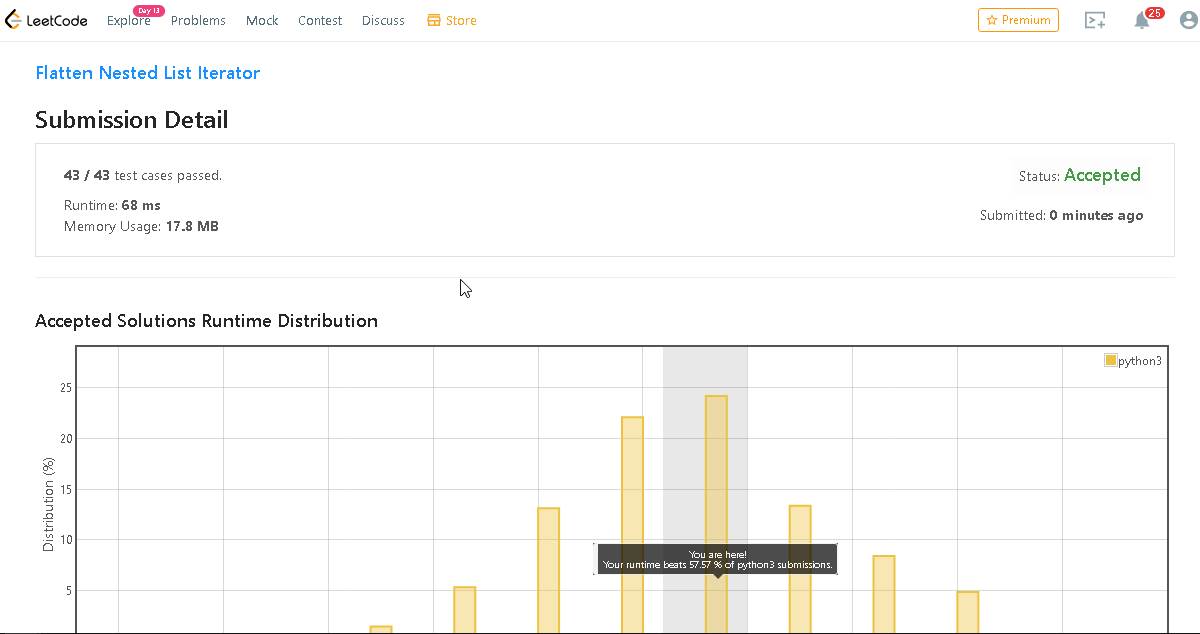 LeetCode Explore Day 13 Problems Mock Contest Discuss Store Premium 25
Flatten Nested List Iterator
Submission Detail
43 / 43 test cases passed.
Status: Accepted
Runtime: 68 ms
Submitted: 0 minutes ago
Memory Usage: 17.8 MB
Accepted Solutions Runtime Distribution
python3
25
20
15
10
5
Distribution (%)
You are here!
Your runtime beats 57.57 % of python3 submissions.